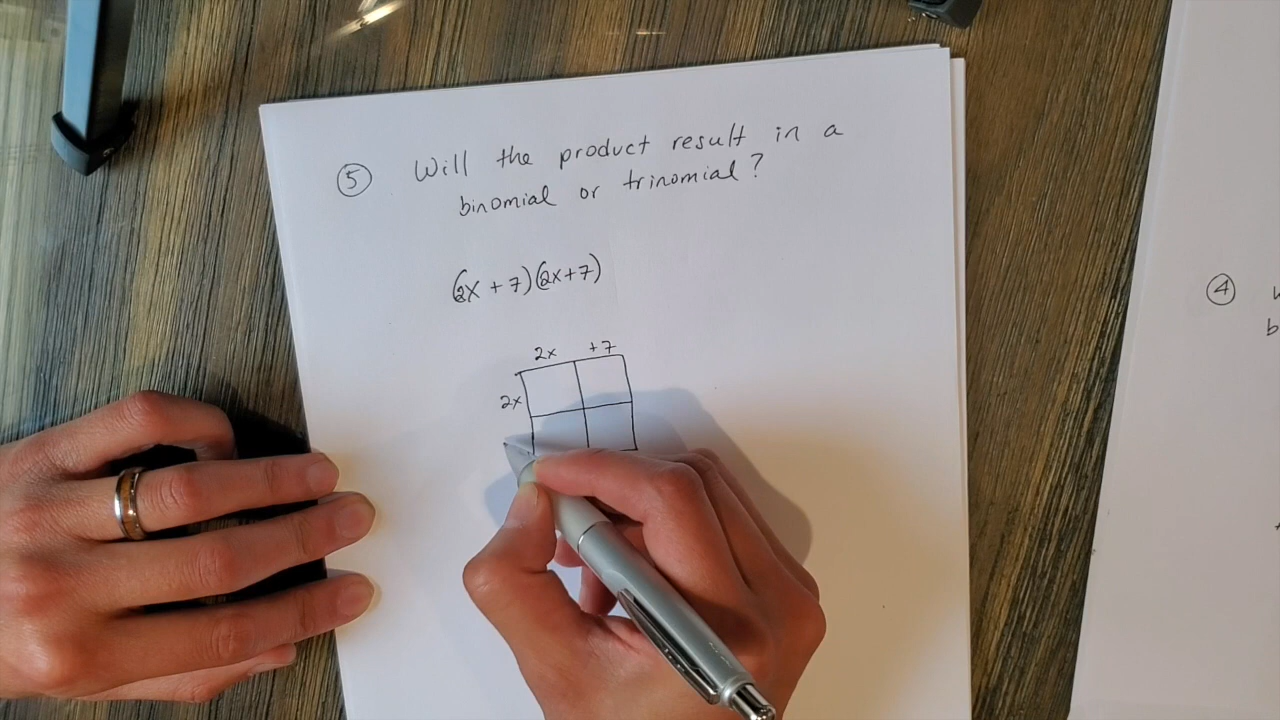 ⑤ Will the product result in a
binomial or trinomial?
(2x + 7)(2x+7)
2x +7
2x
④